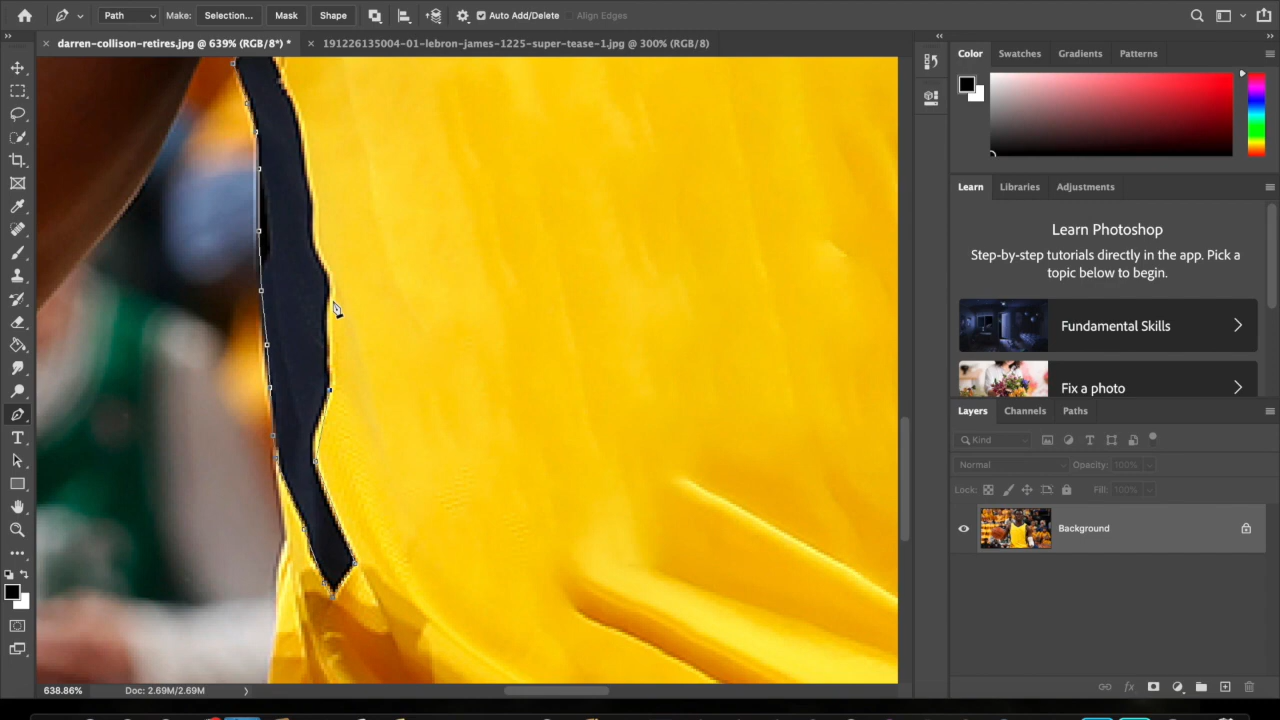 Path Make: Selection... Mask Shape Auto Add/Delete Align Edges
darren-collison-retires.jpg @ 639% (RGB/8*) * 191226135004-01-lebron-james-1225-super-tease-1.jpg @ 300% (RGB/8)
Color Swatches Gradients Patterns
Learn Libraries Adjustments
Learn Photoshop
Step-by-step tutorials directly in the app. Pick a
topic below to begin.
Fundamental Skills
Fix a photo
Layers Channels Paths
Kind
Normal Opacity: 100%
Lock: Fill: 100%
Background
638.86% Doc: 2.69M/2.69M